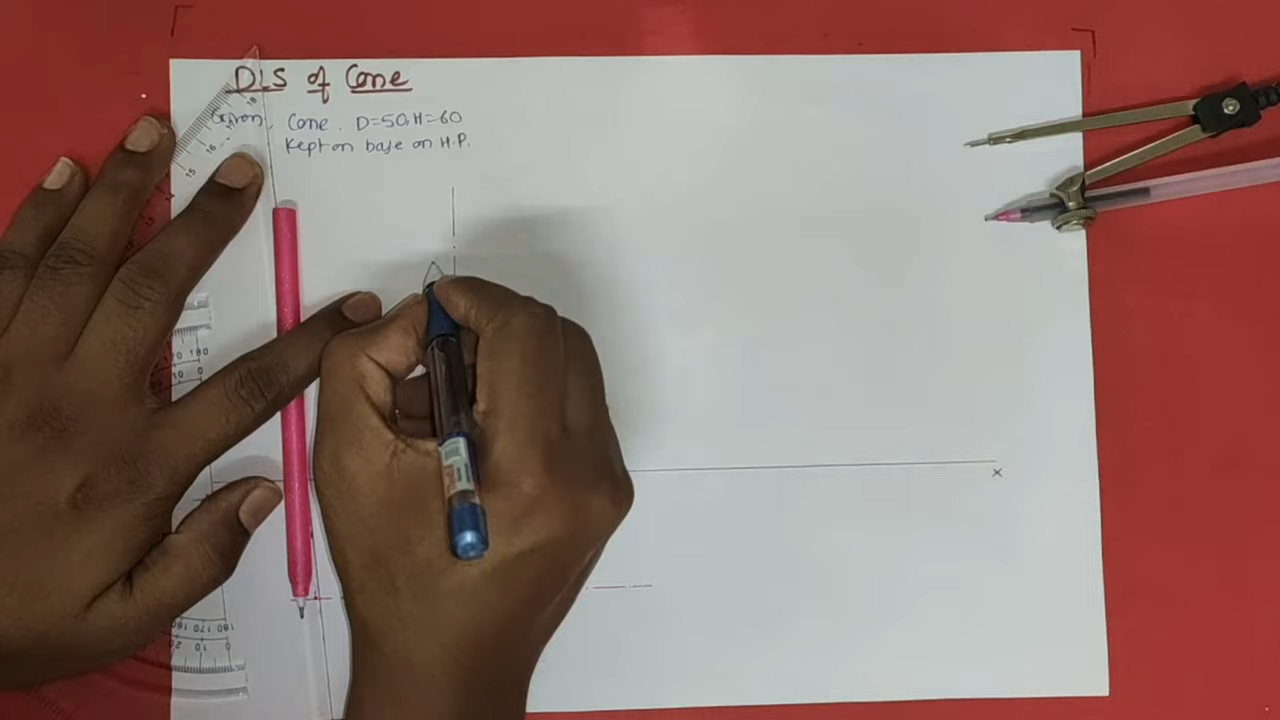 DLS of Cone
Given, Cone. D=50, H=60
Kept on base on H.P.
X